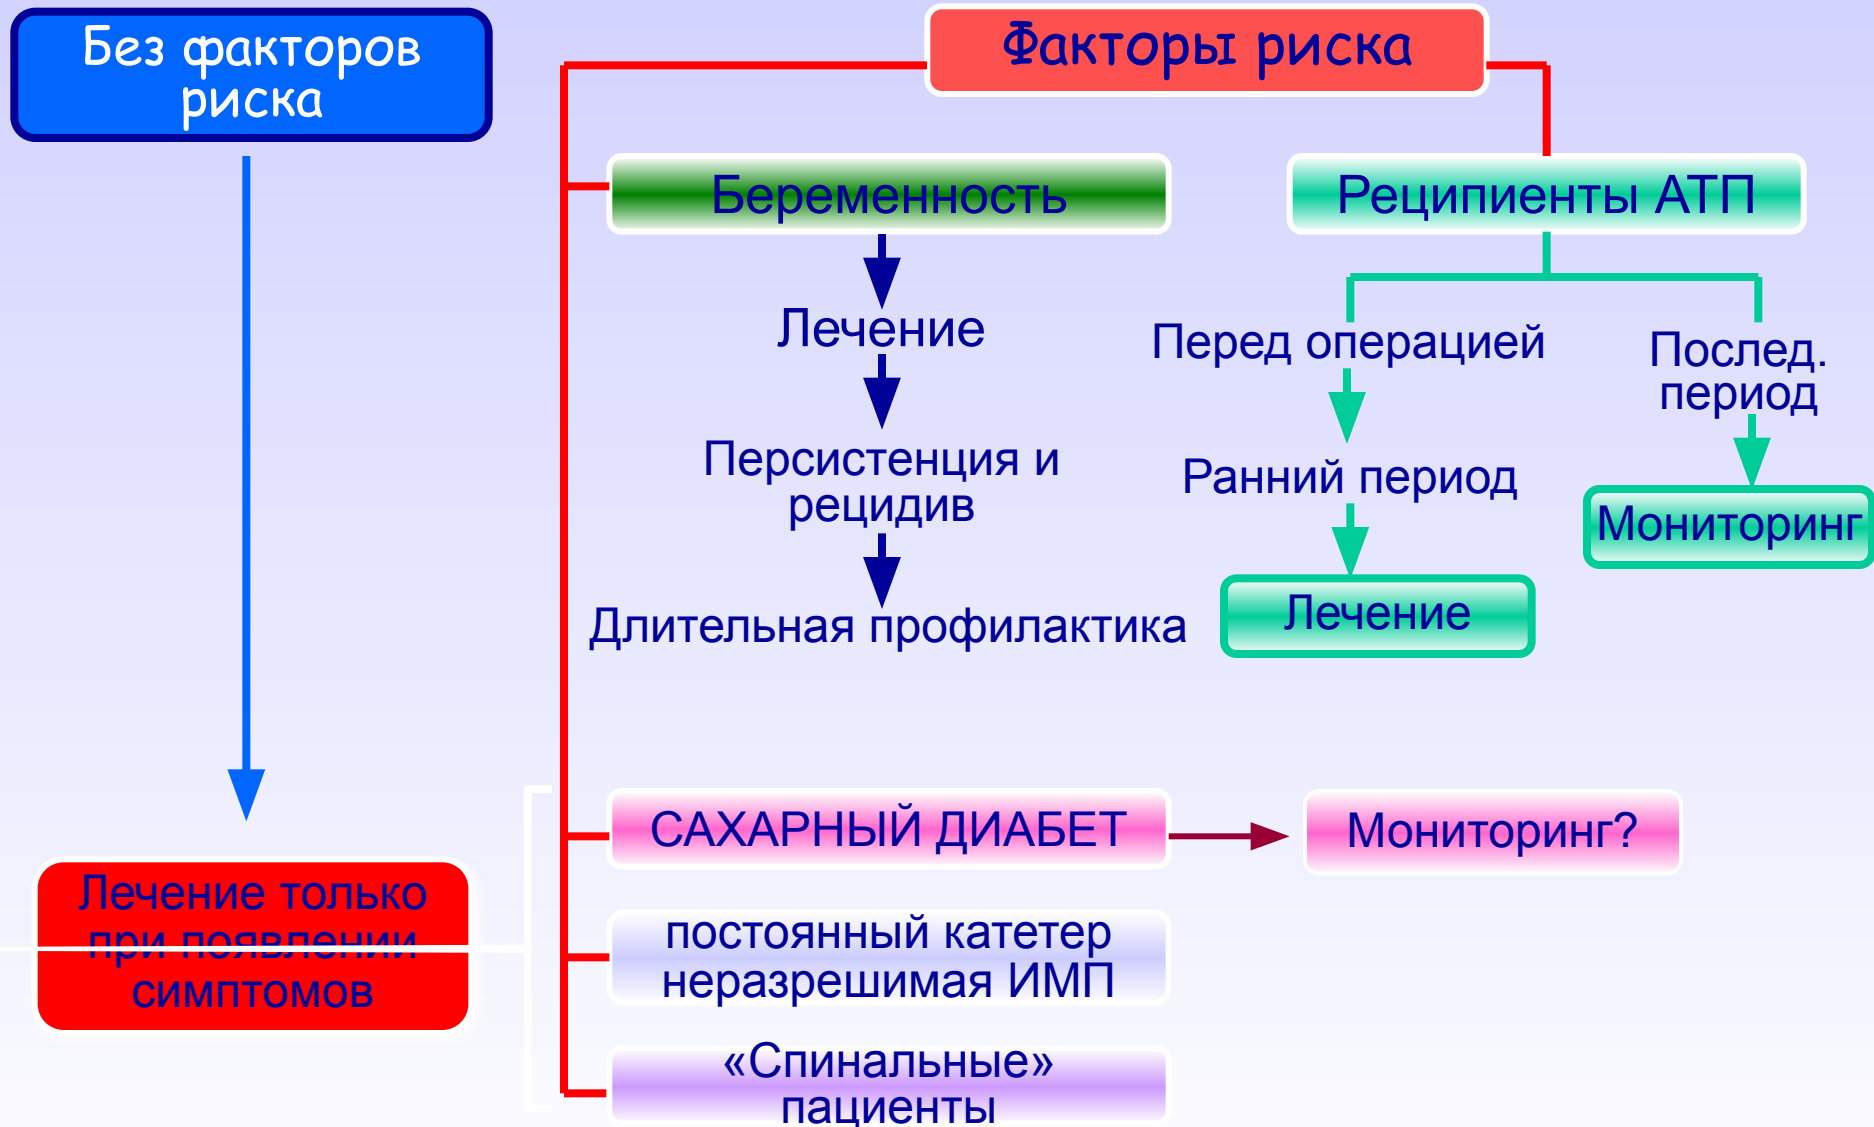 Без факторов
риска
Факторы риска
Беременность
Реципиенты АТП
Лечение
Перед операцией
Послед.
период
Персистенция и
рецидив
Ранний период
Мониторинг
Длительная профилактика
Лечение
САХАРНЫЙ ДИАБЕТ
Мониторинг?
Лечение только
при появлении
симптомов
постоянный катетер
неразрешимая ИМП
«Спинальные»
пациенты